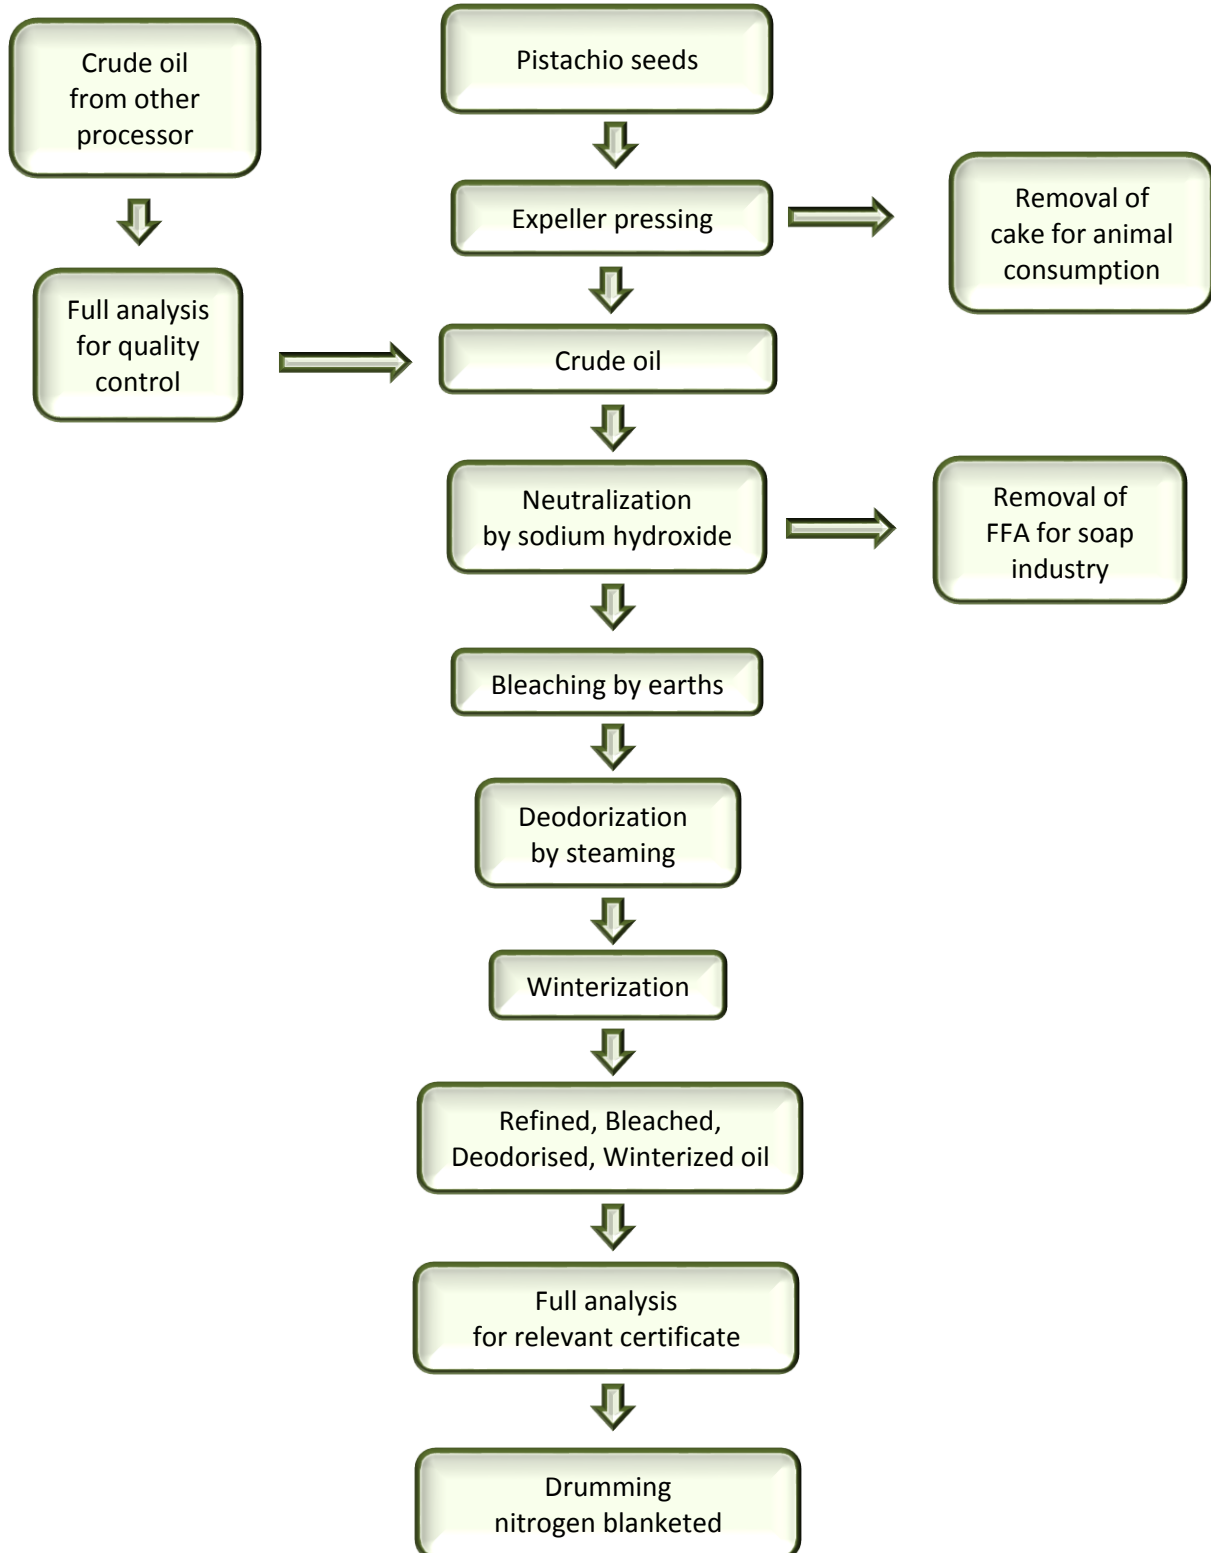 Crude oil
from other
processor
Pistachio seeds
Expeller pressing
Removal of
cake for animal
consumption
Full analysis
for quality
control
Crude oil
Neutralization
by sodium hydroxide
Removal of
FFA for soap
industry
Bleaching by earths
Deodorization
by steaming
Winterization
Refined, Bleached,
Deodorised, Winterized oil
Full analysis
for relevant certificate
Drumming
nitrogen blanketed